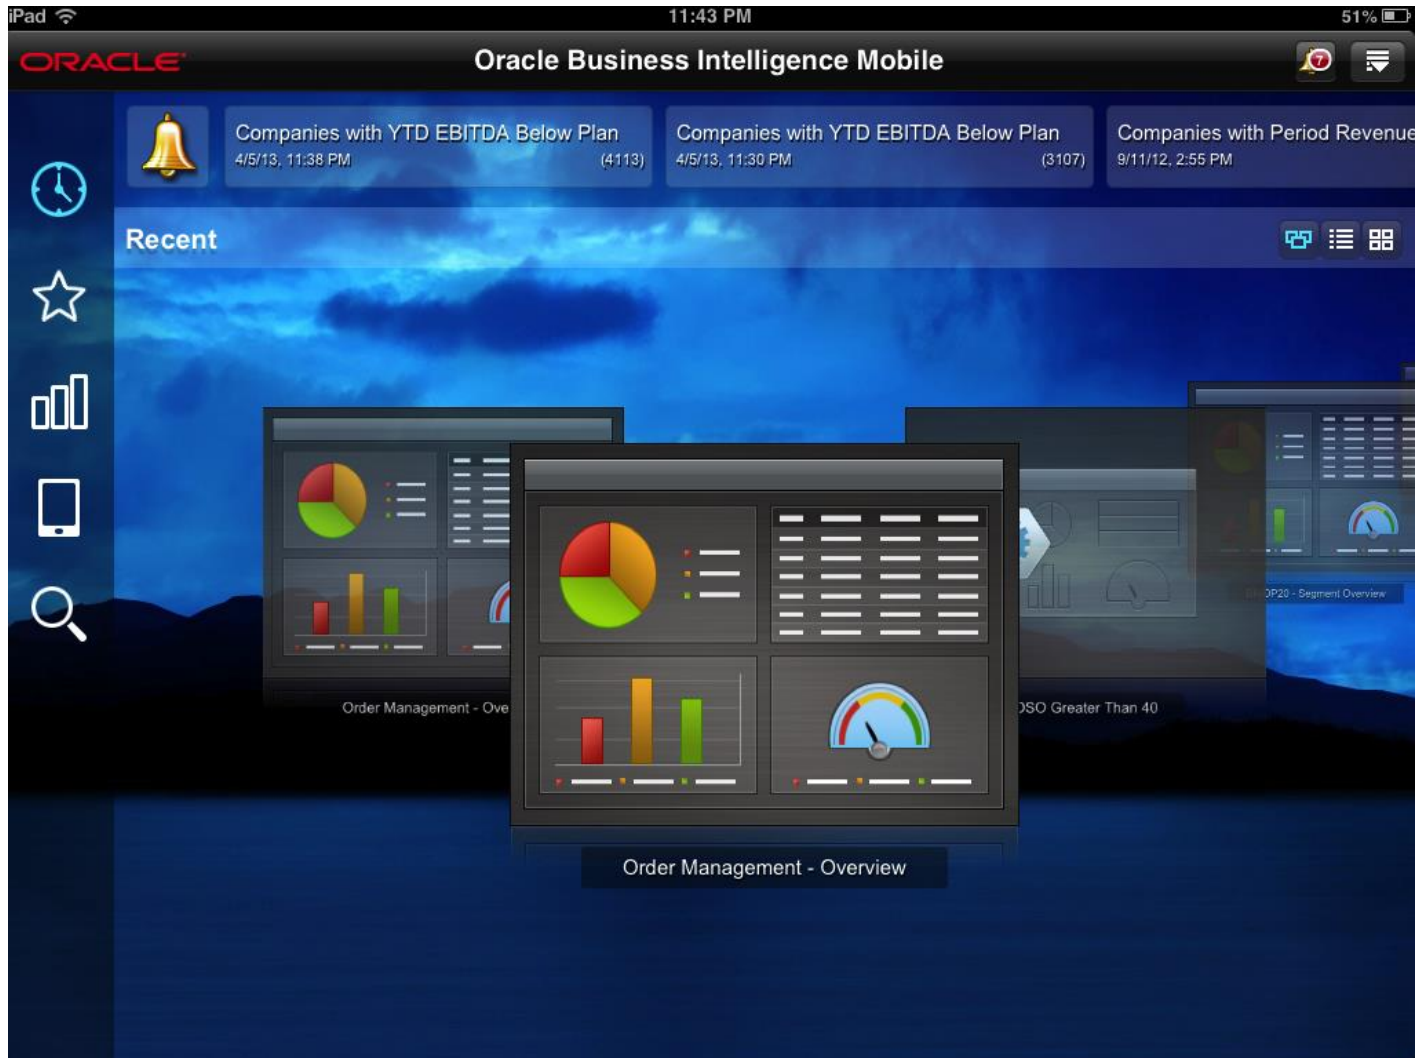 iPad 11:43 PM 51%
ORACLE Oracle Business Intelligence Mobile 7
Companies with YTD EBITDA Below Plan
4/5/13, 11:38 PM (4113)
Companies with YTD EBITDA Below Plan
4/5/13, 11:30 PM (3107)
Companies with Period Revenue
9/11/12, 2:55 PM
Recent
Order Management - Ove
Order Management - Overview
DSO Greater Than 40
- Segment Overview